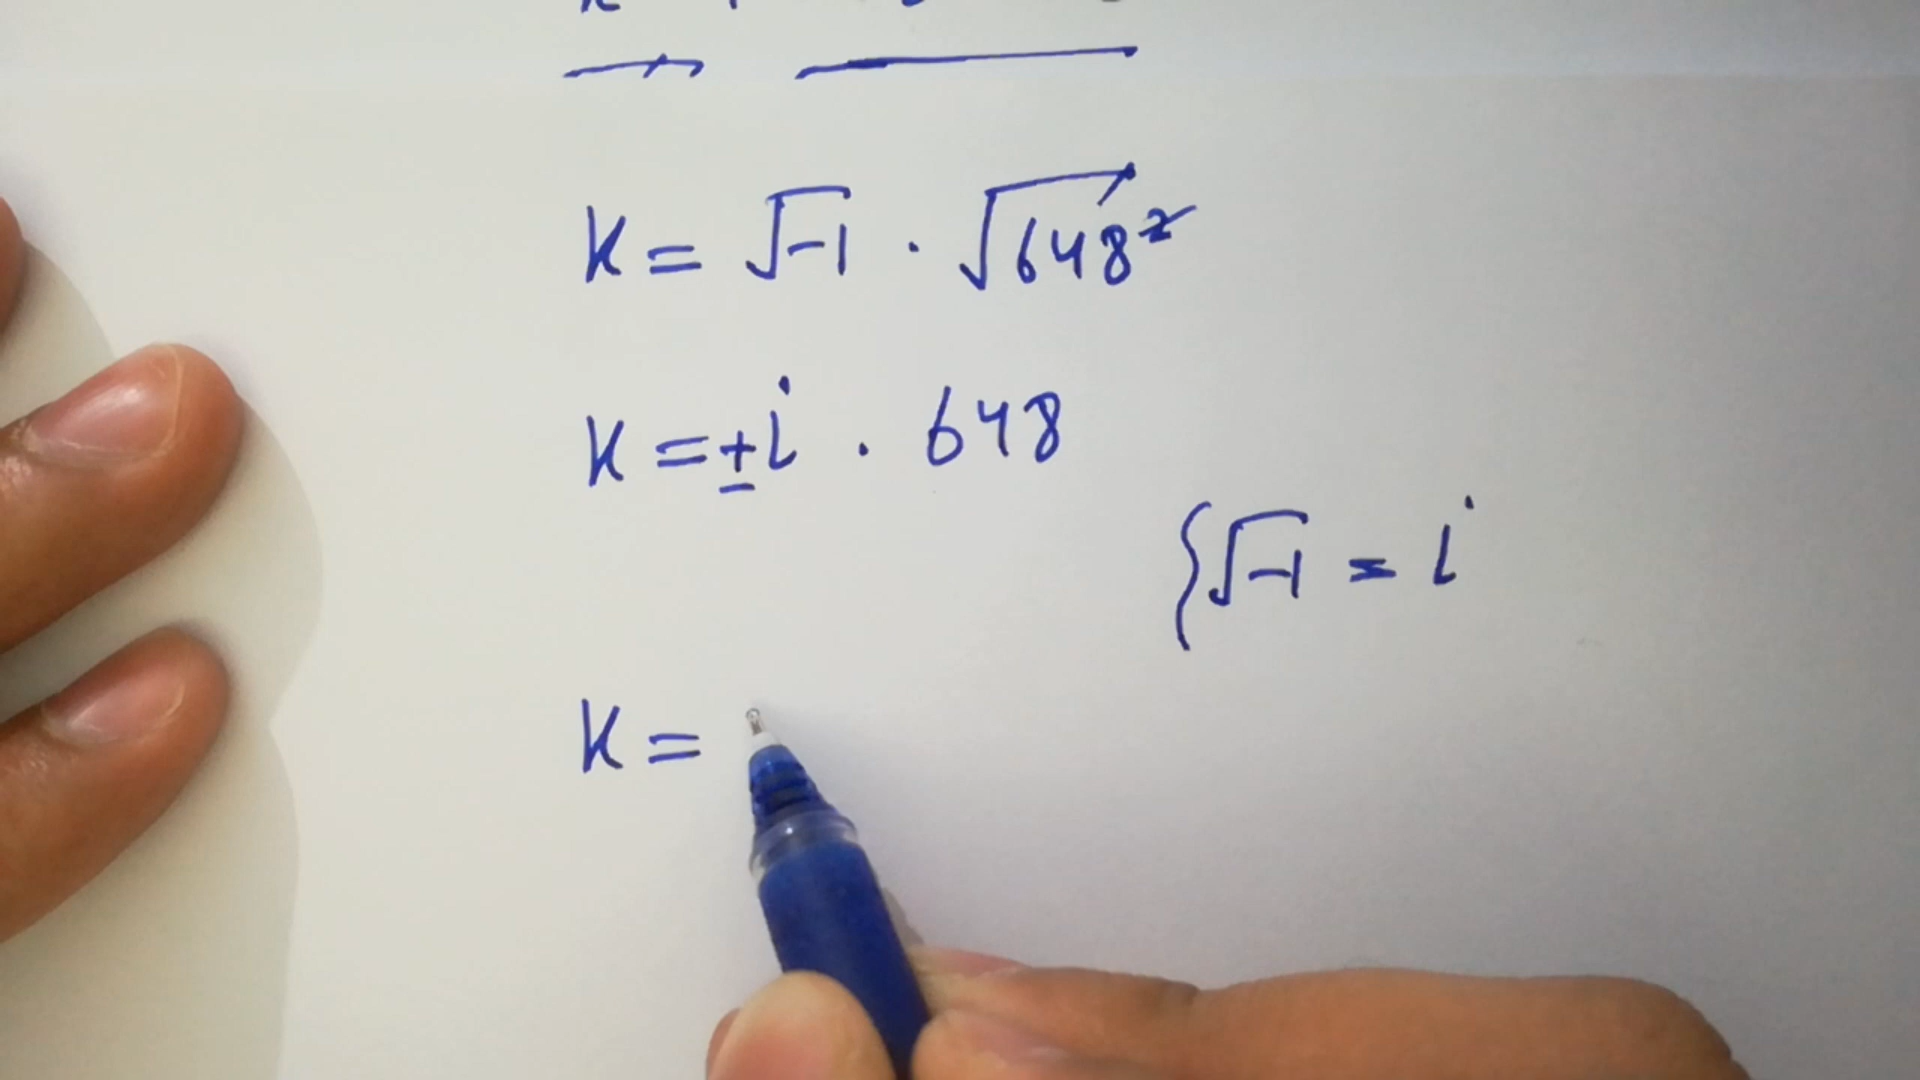 K = √-1 · √648²
K = ±i · 648
{√-1 = i
K =